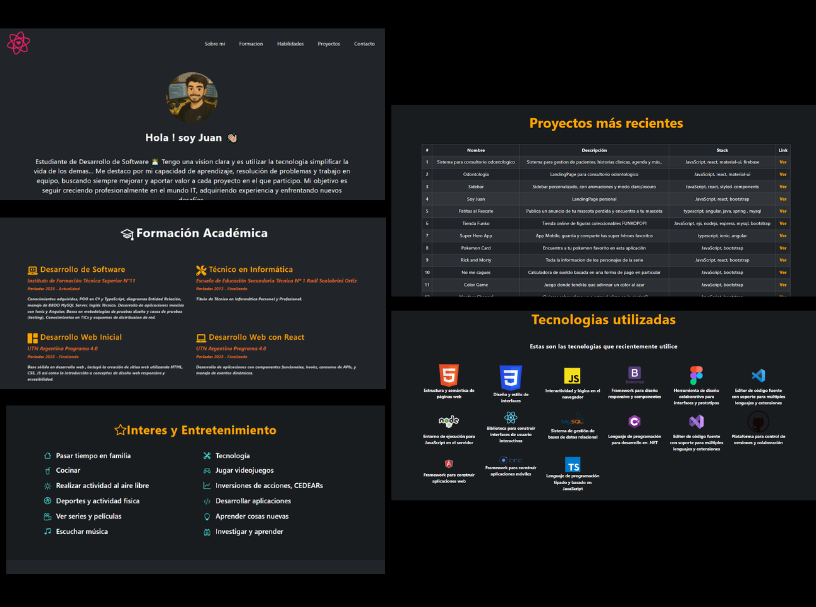 Sobre mi Formacion Habilidades Proyectos Contacto
Hola ! soy Juan
Estudiante de Desarrollo de Software Tengo una vision clara y es utilizar la tecnologia simplificar la
vida de los demas... Me destaco por mi capacidad de aprendizaje, resolución de problemas y trabajo en
equipo, buscando siempre mejorar y aportar valor a cada proyecto en el que participo. Mi objetivo es
seguir creciendo profesionalmente en el mundo IT, adquiriendo experiencia y enfrentando nuevos
Formación Académica
Desarrollo de Software
Instituto de Formación Técnica Superior N°11
Periodo: 2023 - Actualidad
Conocimientos adquiridos, POO en C# y TypeScript, diagramas Entidad Relación,
manejo de BBDD MySQL Server, Inglés Técnico. Desarrollo de aplicaciones moviles
con Ionic y Angular. Bases en metodologías de pruebas diseño y casos de pruebas
(testing). Conocimientos en TICs y esquemas de distribucion de red.
Técnico en Informática
Escuela de Educación Secundaria Técnica N° 1 Raúl Scalabrini Ortiz
Titulo de Técnico en Informatica Personal y Profesional.
Desarrollo Web Inicial
UTN Argentina Programa 4.0
Periodo: 2023 - Finalizado
Base sólida en desarrollo web , incluyó la creación de sitios web utilizando HTML,
CSS, JS así como la introducción a conceptos de diseño web responsivo y
accesibilidad.
Desarrollo Web con React
UTN Argentina Programa 4.0
Periodo: 2023 - Finalizado
Desarrollo de aplicaciones con componentes funcionales, hooks, consumo de APIs, y
manejo de eventos dinámicos.
Interes y Entretenimiento
Pasar tiempo en familia
Cocinar
Realizar actividad al aire libre
Deportes y actividad fisica
Ver series y películas
Escuchar música
Tecnología
Jugar videojuegos
Inversiones de acciones, CEDEARs
Desarrollar aplicaciones
Aprender cosas nuevas
Investigar y aprender
Proyectos más recientes
# Nombre Descripción Stack Link
1 Sistema para consultorio odontologico Sistema para gestion de pacientes, historias clinicas, agenda y más.. JavaScript, react, material-ui, firebase Ver
2 Odontologia LandingPage para consultorio odontologico JavaScript, react, material-ui Ver
3 Sidebar Sidebar personalizado, con animaciones y modo dark/oscuro JavaScript, react, styled components Ver
4 Soy Juan LandingPage personal JavaScript, react, bootstrap Ver
5 Patitas al Rescate Publica un anuncio de tu mascota perdida y encuentra a tu mascota typescript, angular, java, spring , mysql Ver
6 Tienda Funko Tienda online de figuras coleccionables FUNKOPOP! JavaScript, ejs, nodejs, express, mysql, bootstrap Ver
7 Super Hero App App Mobile, guarda y comparte tus super héroes favoritos typescript, ionic, angular Ver
8 Pokemon Card Encuentra a tu pokemon favorito en esta aplicación JavaScript, bootstrap Ver
9 Rick and Morty Toda la informacion de los personajes de la serie JavaScript, react, bootstrap Ver
10 No me cagues Calculadora de sueldo basada en una forma de pago en particular JavaScript, react, bootstrap Ver
11 Color Game Juego donde tendrás que adivinar un color al azar JavaScript, react, bootstrap Ver
Tecnologias utilizadas
Estas son las tecnologias que recientemente utilice
Estructura y semántica de
páginas web
Diseño y estilo de
interfaces
JS
Interactividad y lógica en el
navegador
B
Framework para diseño
responsive y componentes
Herramienta de diseño
colaborativo para
interfaces y prototipos
Editor de código fuente
con soporte para múltiples
lenguajes y extensiones
node
Entorno de ejecución para
JavaScript en el servidor
Biblioteca para construir
interfaces de usuario
interactivas
MySQL
Sistema de gestión de
bases de datos relacional
Lenguaje de programación
para desarrollo en .NET
Editor de código fuente
con soporte para múltiples
lenguajes y extensiones
Plataforma para control de
versiones y colaboración
Framework para construir
aplicaciones web
Framework para construir
aplicaciones móviles
TS
Lenguaje de programación
tipado y basado en
JavaScript